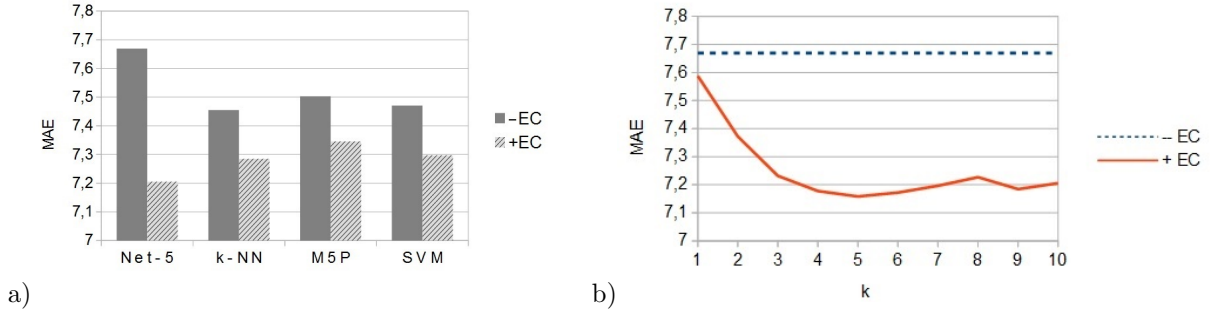 7,8
7,7
7,6
7,5
7,4
7,3
7,2
7,1
7
MAE
Net-5 k-NN M5P SVM
–EC
+EC
a)
7,8
7,7
7,6
7,5
7,4
7,3
7,2
7,1
7
MAE
1 2 3 4 5 6 7 8 9 10
k
-- EC
+ EC
b)